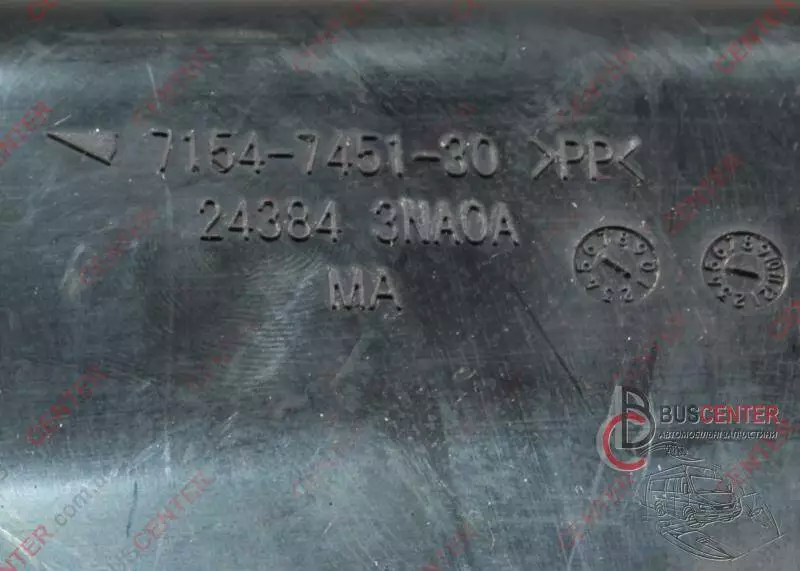 7154-7451-30 >PP<
24384 3NA0A
MA
BUSCENTER
АВТОМОБІЛЬНІ ЗАПЧАСТИНИ